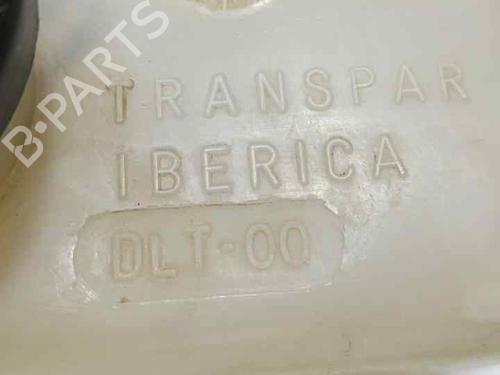 B-PARTS
TRANSPAR
IBERICA
DLT-00